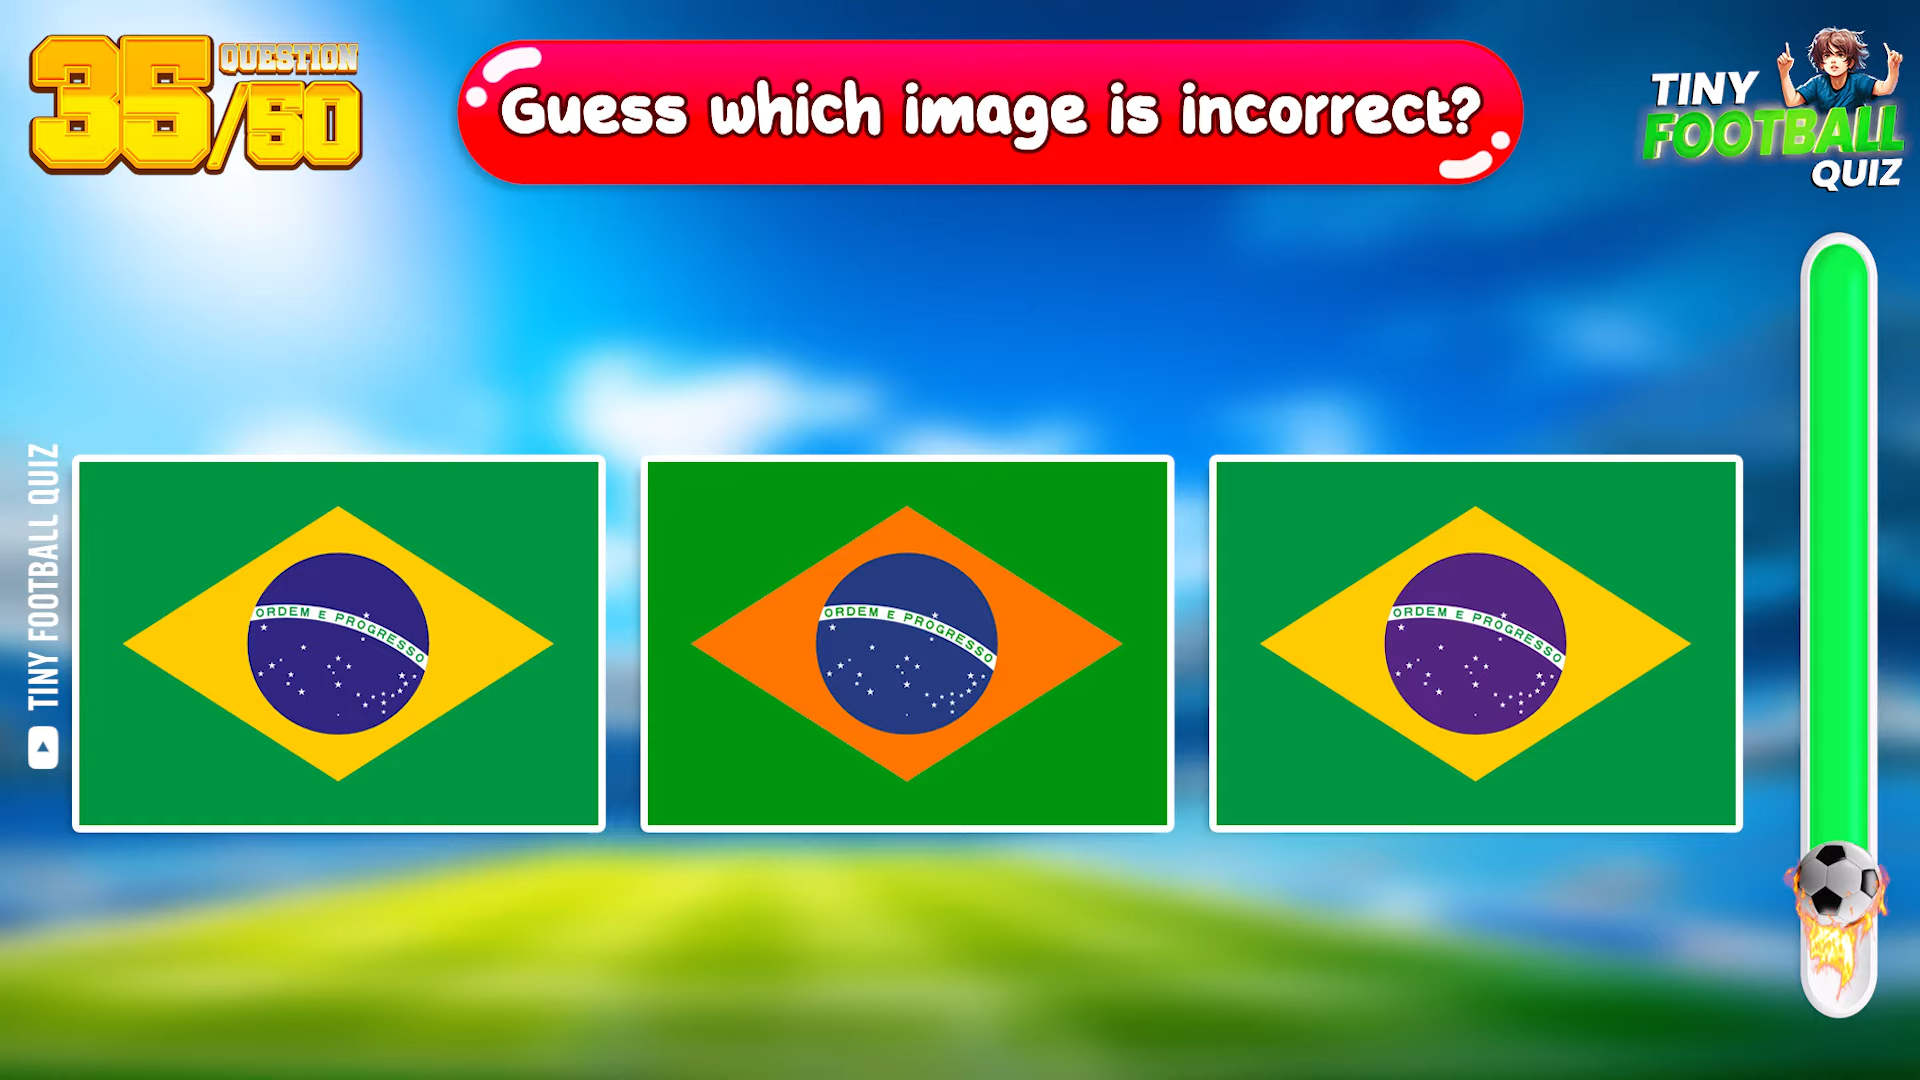 QUESTION
35/50
Guess which image is incorrect?
TINY
FOOTBALL
QUIZ
TINY FOOTBALL QUIZ
ORDEM E PROGRESSO
ORDEM E PROGRESSO
ORDEM E PROGRESSO